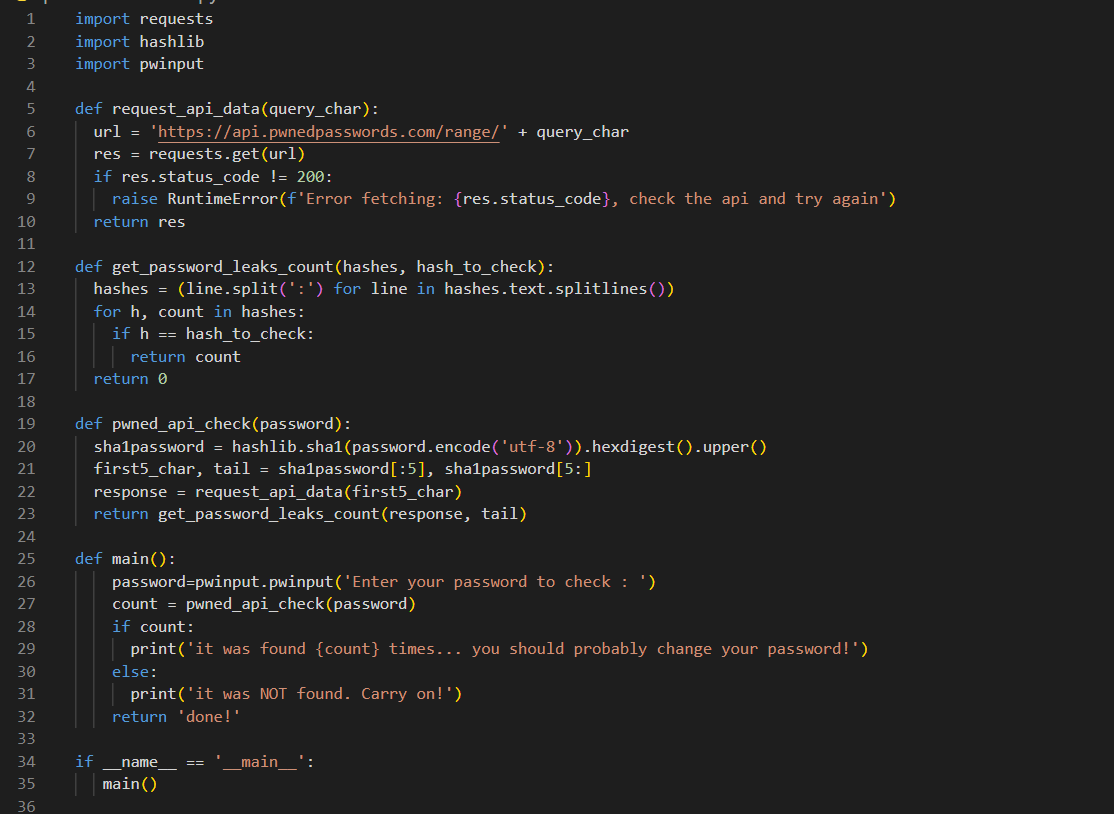 1 import requests
2 import hashlib
3 import pwinput
4
5 def request_api_data(query_char):
6 url = 'https://api.pwnedpasswords.com/range/' + query_char
7 res = requests.get(url)
8 if res.status_code != 200:
9 raise RuntimeError(f'Error fetching: {res.status_code}, check the api and try again')
10 return res
11
12 def get_password_leaks_count(hashes, hash_to_check):
13 hashes = (line.split(':') for line in hashes.text.splitlines())
14 for h, count in hashes:
15 if h == hash_to_check:
16 return count
17 return 0
18
19 def pwned_api_check(password):
20 sha1password = hashlib.sha1(password.encode('utf-8')).hexdigest().upper()
21 first5_char, tail = sha1password[:5], sha1password[5:]
22 response = request_api_data(first5_char)
23 return get_password_leaks_count(response, tail)
24
25 def main():
26 password=pwinput.pwinput('Enter your password to check : ')
27 count = pwned_api_check(password)
28 if count:
29 print('it was found {count} times... you should probably change your password!')
30 else:
31 print('it was NOT found. Carry on!')
32 return 'done!'
33
34 if __name__ == '__main__':
35 main()
36